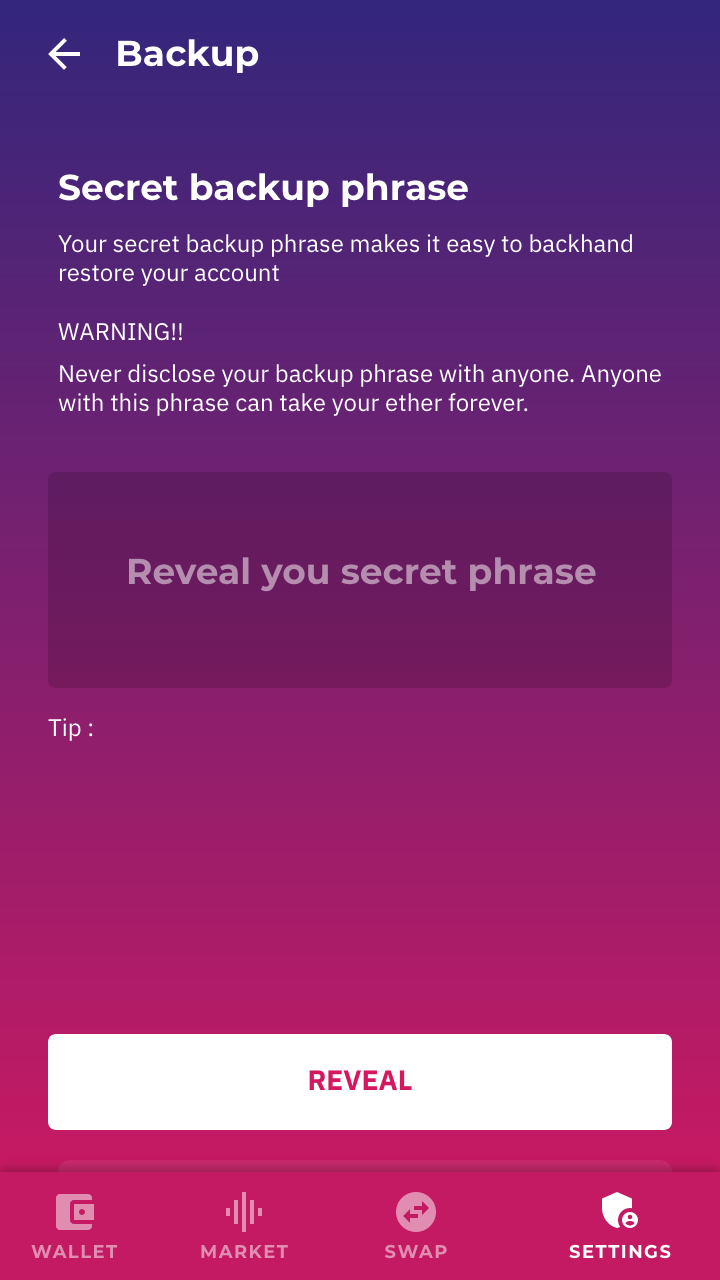 Backup
Secret backup phrase
Your secret backup phrase makes it easy to backhand
restore your account
WARNING!!
Never disclose your backup phrase with anyone. Anyone
with this phrase can take your ether forever.
Reveal you secret phrase
Tip :
REVEAL
WALLET
MARKET
SWAP
SETTINGS